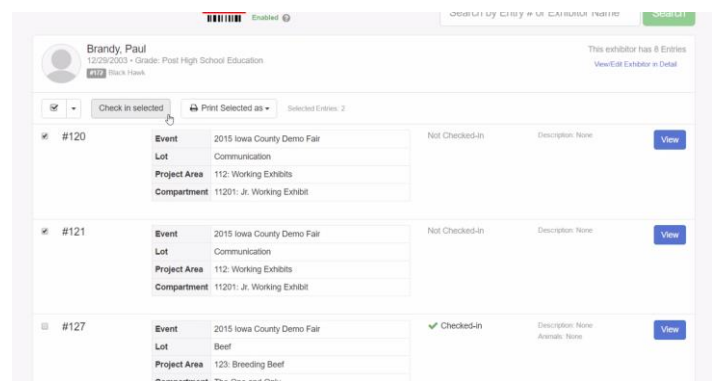 Enabled
Search by Entry # or Exhibitor Name
Search
Brandy, Paul
12/29/2003 • Grade: Post High School Education
Black Hawk
This exhibitor has 8 Entries
View/Edit Exhibitor in Detail
Check in selected
Print Selected as
Selected Entries: 2
#120
Event 2015 Iowa County Demo Fair
Lot Communication
Project Area 112: Working Exhibits
Compartment 11201: Jr. Working Exhibit
Not Checked-in
Description: None
View
#121
Event 2015 Iowa County Demo Fair
Lot Communication
Project Area 112: Working Exhibits
Compartment 11201: Jr. Working Exhibit
Not Checked-in
Description: None
View
#127
Event 2015 Iowa County Demo Fair
Lot Beef
Project Area 123: Breeding Beef
Compartment The One and Only
Checked-in
Description: None
Animals: None
View